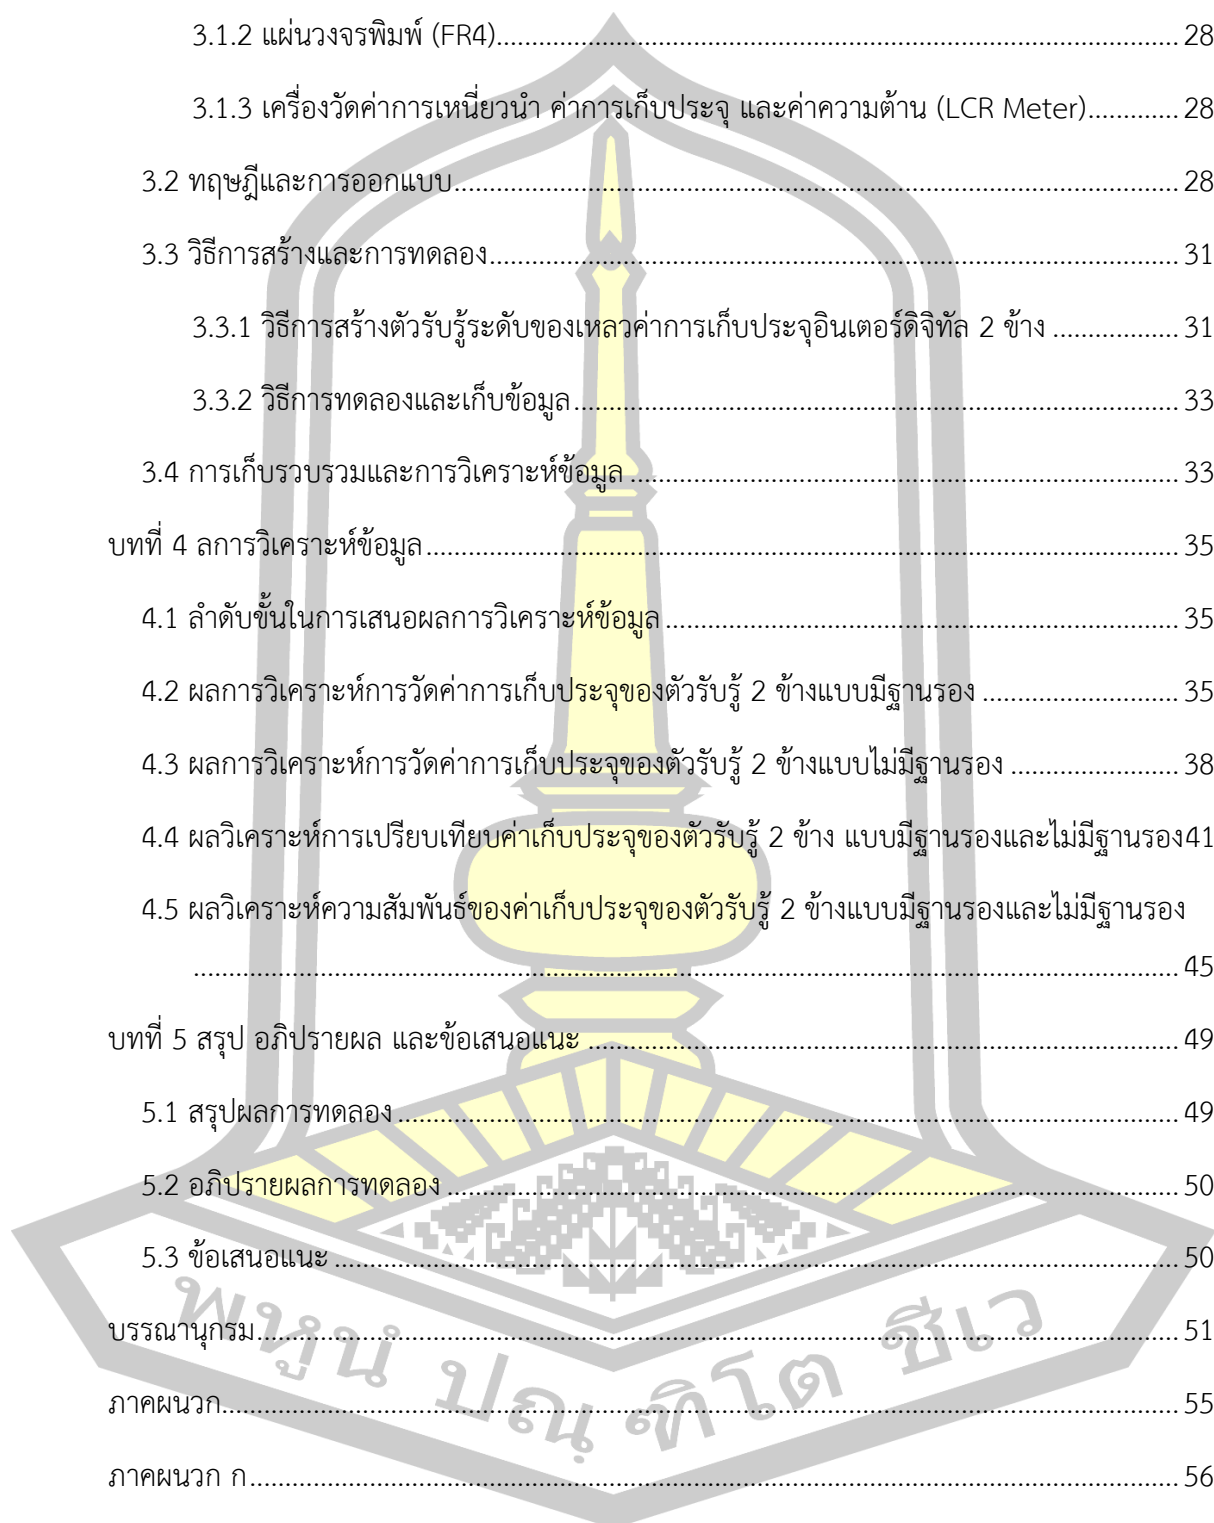 3.1.2 แผ่นวงจรพิมพ์ (FR4)........................................................................ 28
3.1.3 เครื่องวัดค่าการเหนี่ยวนำ ค่าการเก็บประจุ และค่าความต้าน (LCR Meter)............. 28
3.2 ทฤษฎีและการออกแบบ........................................................................ 28
3.3 วิธีการสร้างและการทดลอง........................................................................ 31
3.3.1 วิธีการสร้างตัวรับรู้ระดับของเหลวค่าการเก็บประจุอินเตอร์ดิจิทัล 2 ข้าง .................. 31
3.3.2 วิธีการทดลองและเก็บข้อมูล........................................................................ 33
3.4 การเก็บรวบรวมและการวิเคราะห์ข้อมูล ............................................................ 33
บทที่ 4 ลการวิเคราะห์ข้อมูล........................................................................ 35
4.1 ลำดับขั้นในการเสนอผลการวิเคราะห์ข้อมูล ............................................................ 35
4.2 ผลการวิเคราะห์การวัดค่าการเก็บประจุของตัวรับรู้ 2 ข้างแบบมีฐานรอง ........................... 35
4.3 ผลการวิเคราะห์การวัดค่าการเก็บประจุของตัวรับรู้ 2 ข้างแบบไม่มีฐานรอง ....................... 38
4.4 ผลวิเคราะห์การเปรียบเทียบค่าเก็บประจุของตัวรับรู้ 2 ข้าง แบบมีฐานรองและไม่มีฐานรอง41
4.5 ผลวิเคราะห์ความสัมพันธ์ของค่าเก็บประจุของตัวรับรู้ 2 ข้างแบบมีฐานรองและไม่มีฐานรอง
........................................................................ 45
บทที่ 5 สรุป อภิปรายผล และข้อเสนอแนะ ............................................................ 49
5.1 สรุปผลการทดลอง........................................................................ 49
5.2 อภิปรายผลการทดลอง ........................................................................ 50
5.3 ข้อเสนอแนะ ........................................................................ 50
บรรณานุกรม........................................................................ 51
ภาคผนวก........................................................................ 55
ภาคผนวก ก........................................................................ 56
พหูนํ ปณฺฑิโต ชีเว